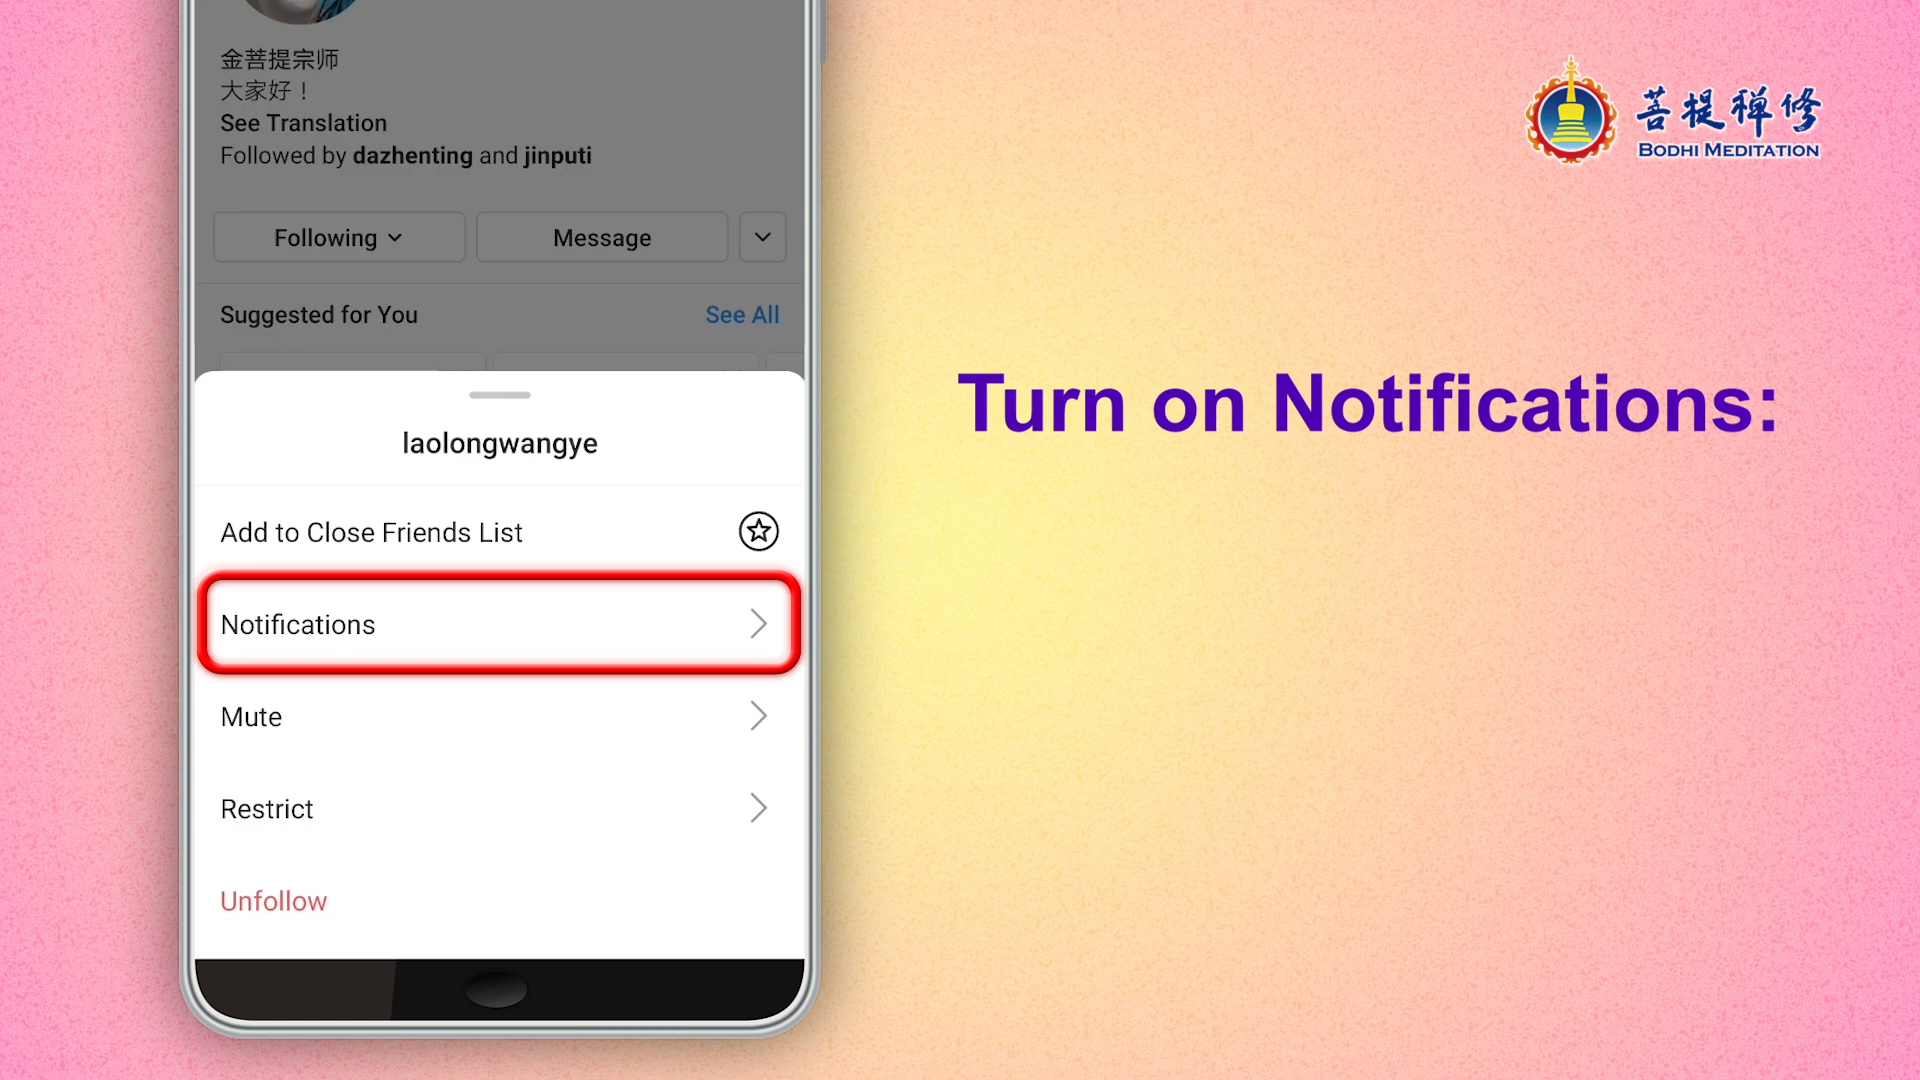 金菩提宗师
大家好！
See Translation
Followed by dazhenting and jinputi
Following
Message
Suggested for You
See All
laolongwangye
Add to Close Friends List
Notifications
Mute
Restrict
Unfollow
菩提禅修
BODHI MEDITATION
Turn on Notifications: